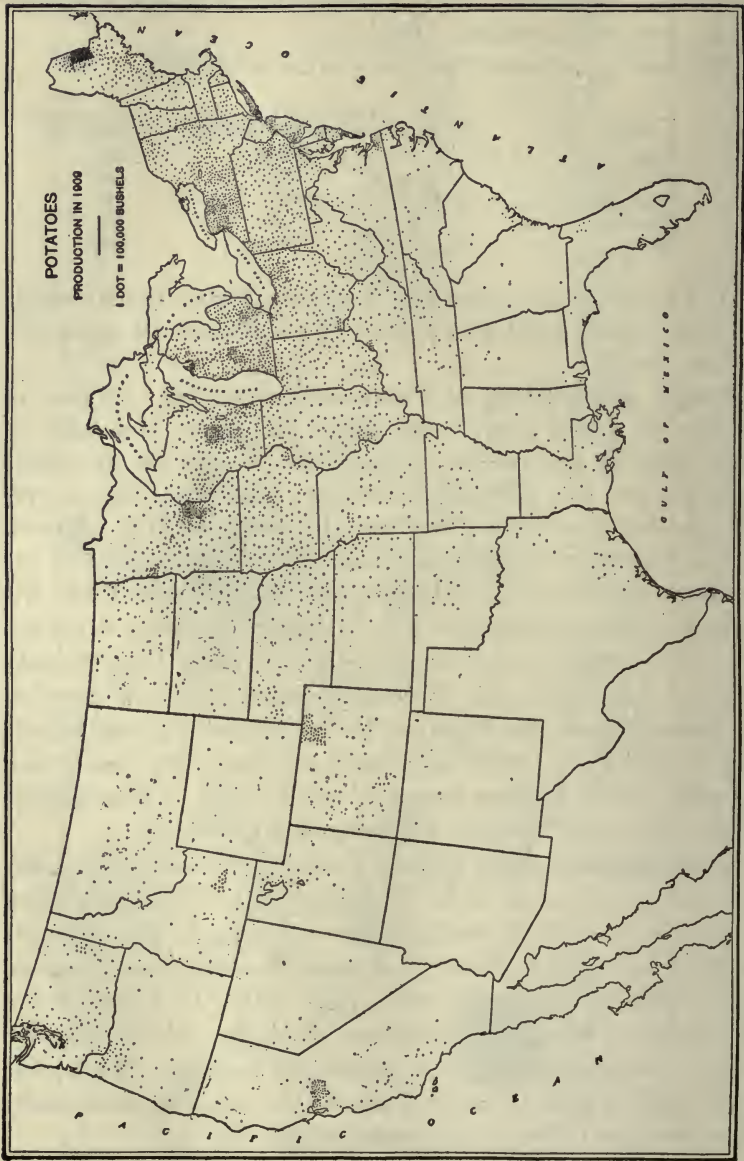 POTATOES
PRODUCTION IN 1909
1 DOT = 100,000 BUSHELS
ATLANTIC OCEAN
GULF OF MEXICO
PACIFIC OCEAN